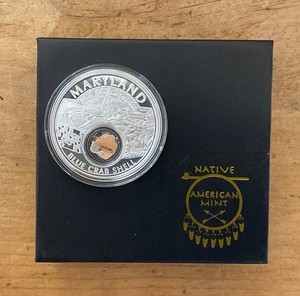 MARYLAND
BLUE CRAB SHELL
NATIVE
AMERICAN
MINT